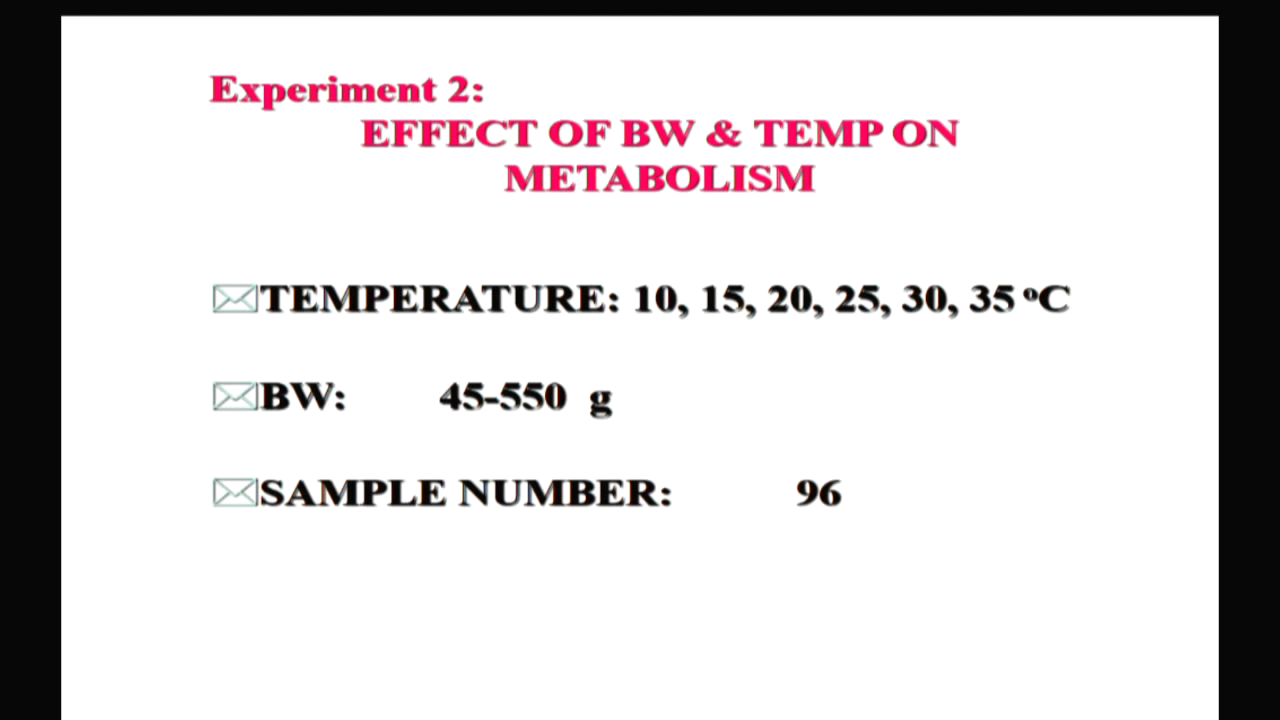 Experiment 2:
EFFECT OF BW & TEMP ON
METABOLISM
TEMPERATURE: 10, 15, 20, 25, 30, 35 ºC
BW: 45-550 g
SAMPLE NUMBER: 96